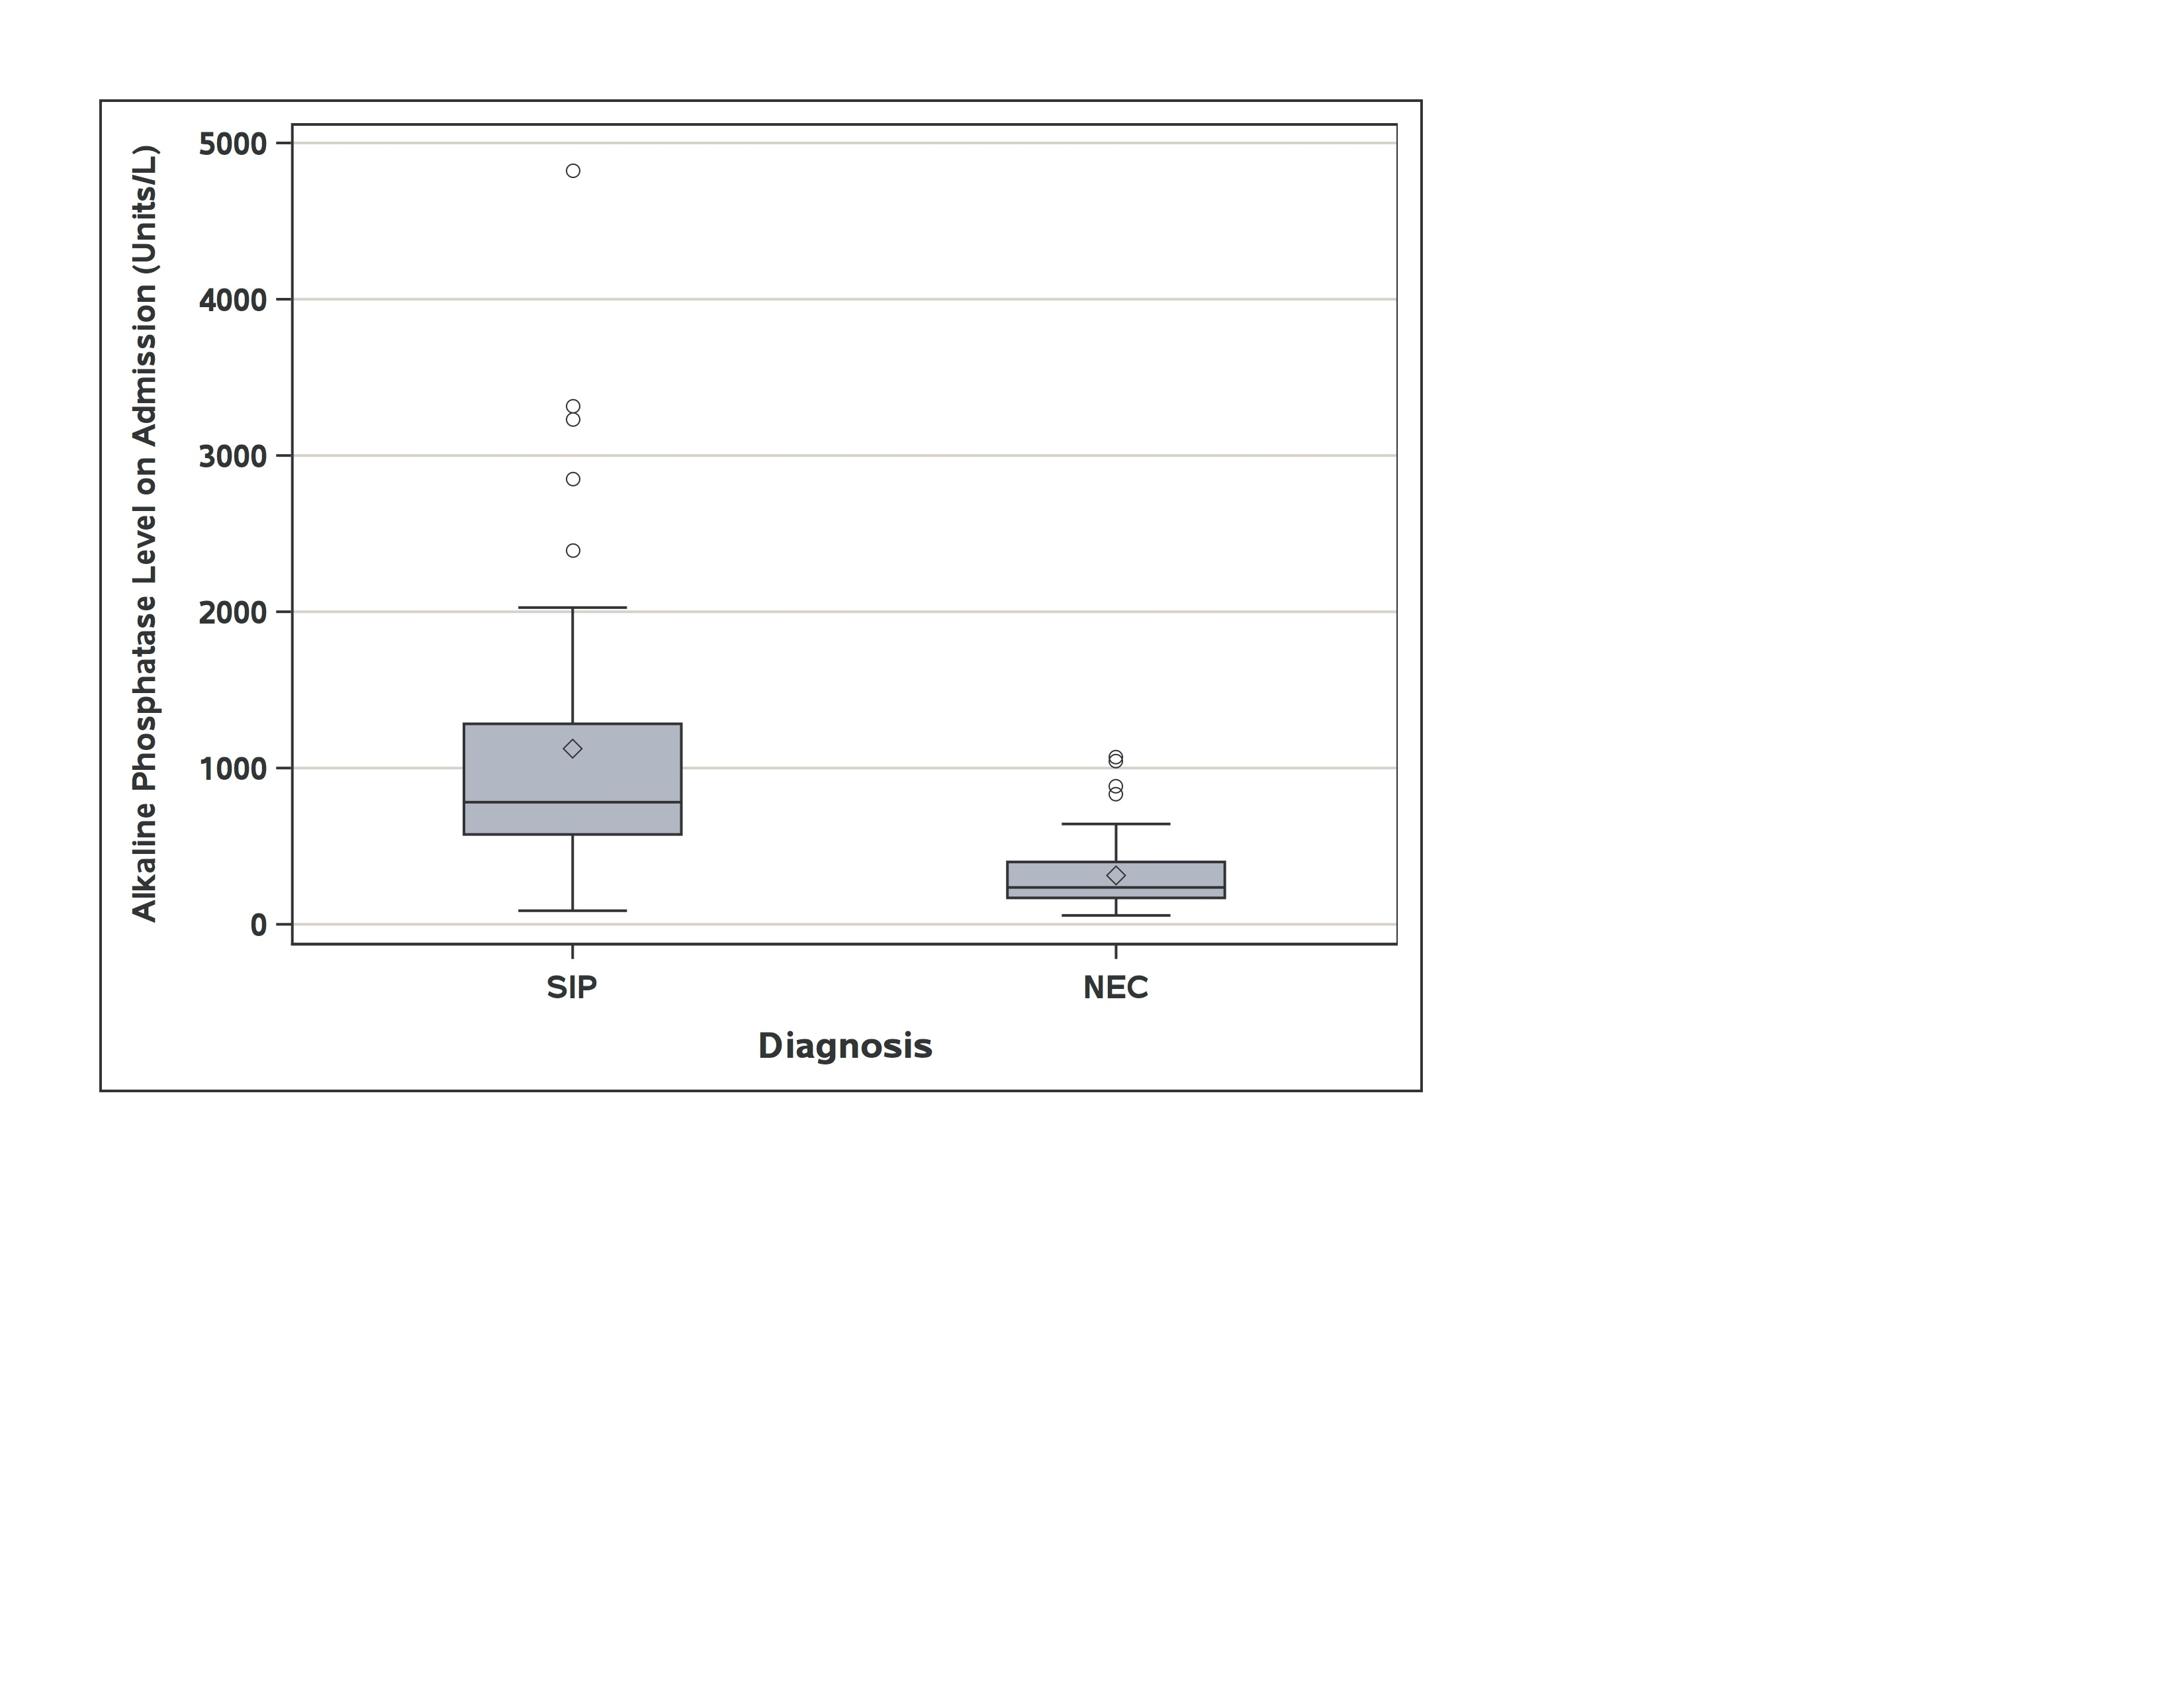 Alkaline Phosphatase Level on Admission (Units/L)
5000
4000
3000
2000
1000
0
SIP
NEC
Diagnosis